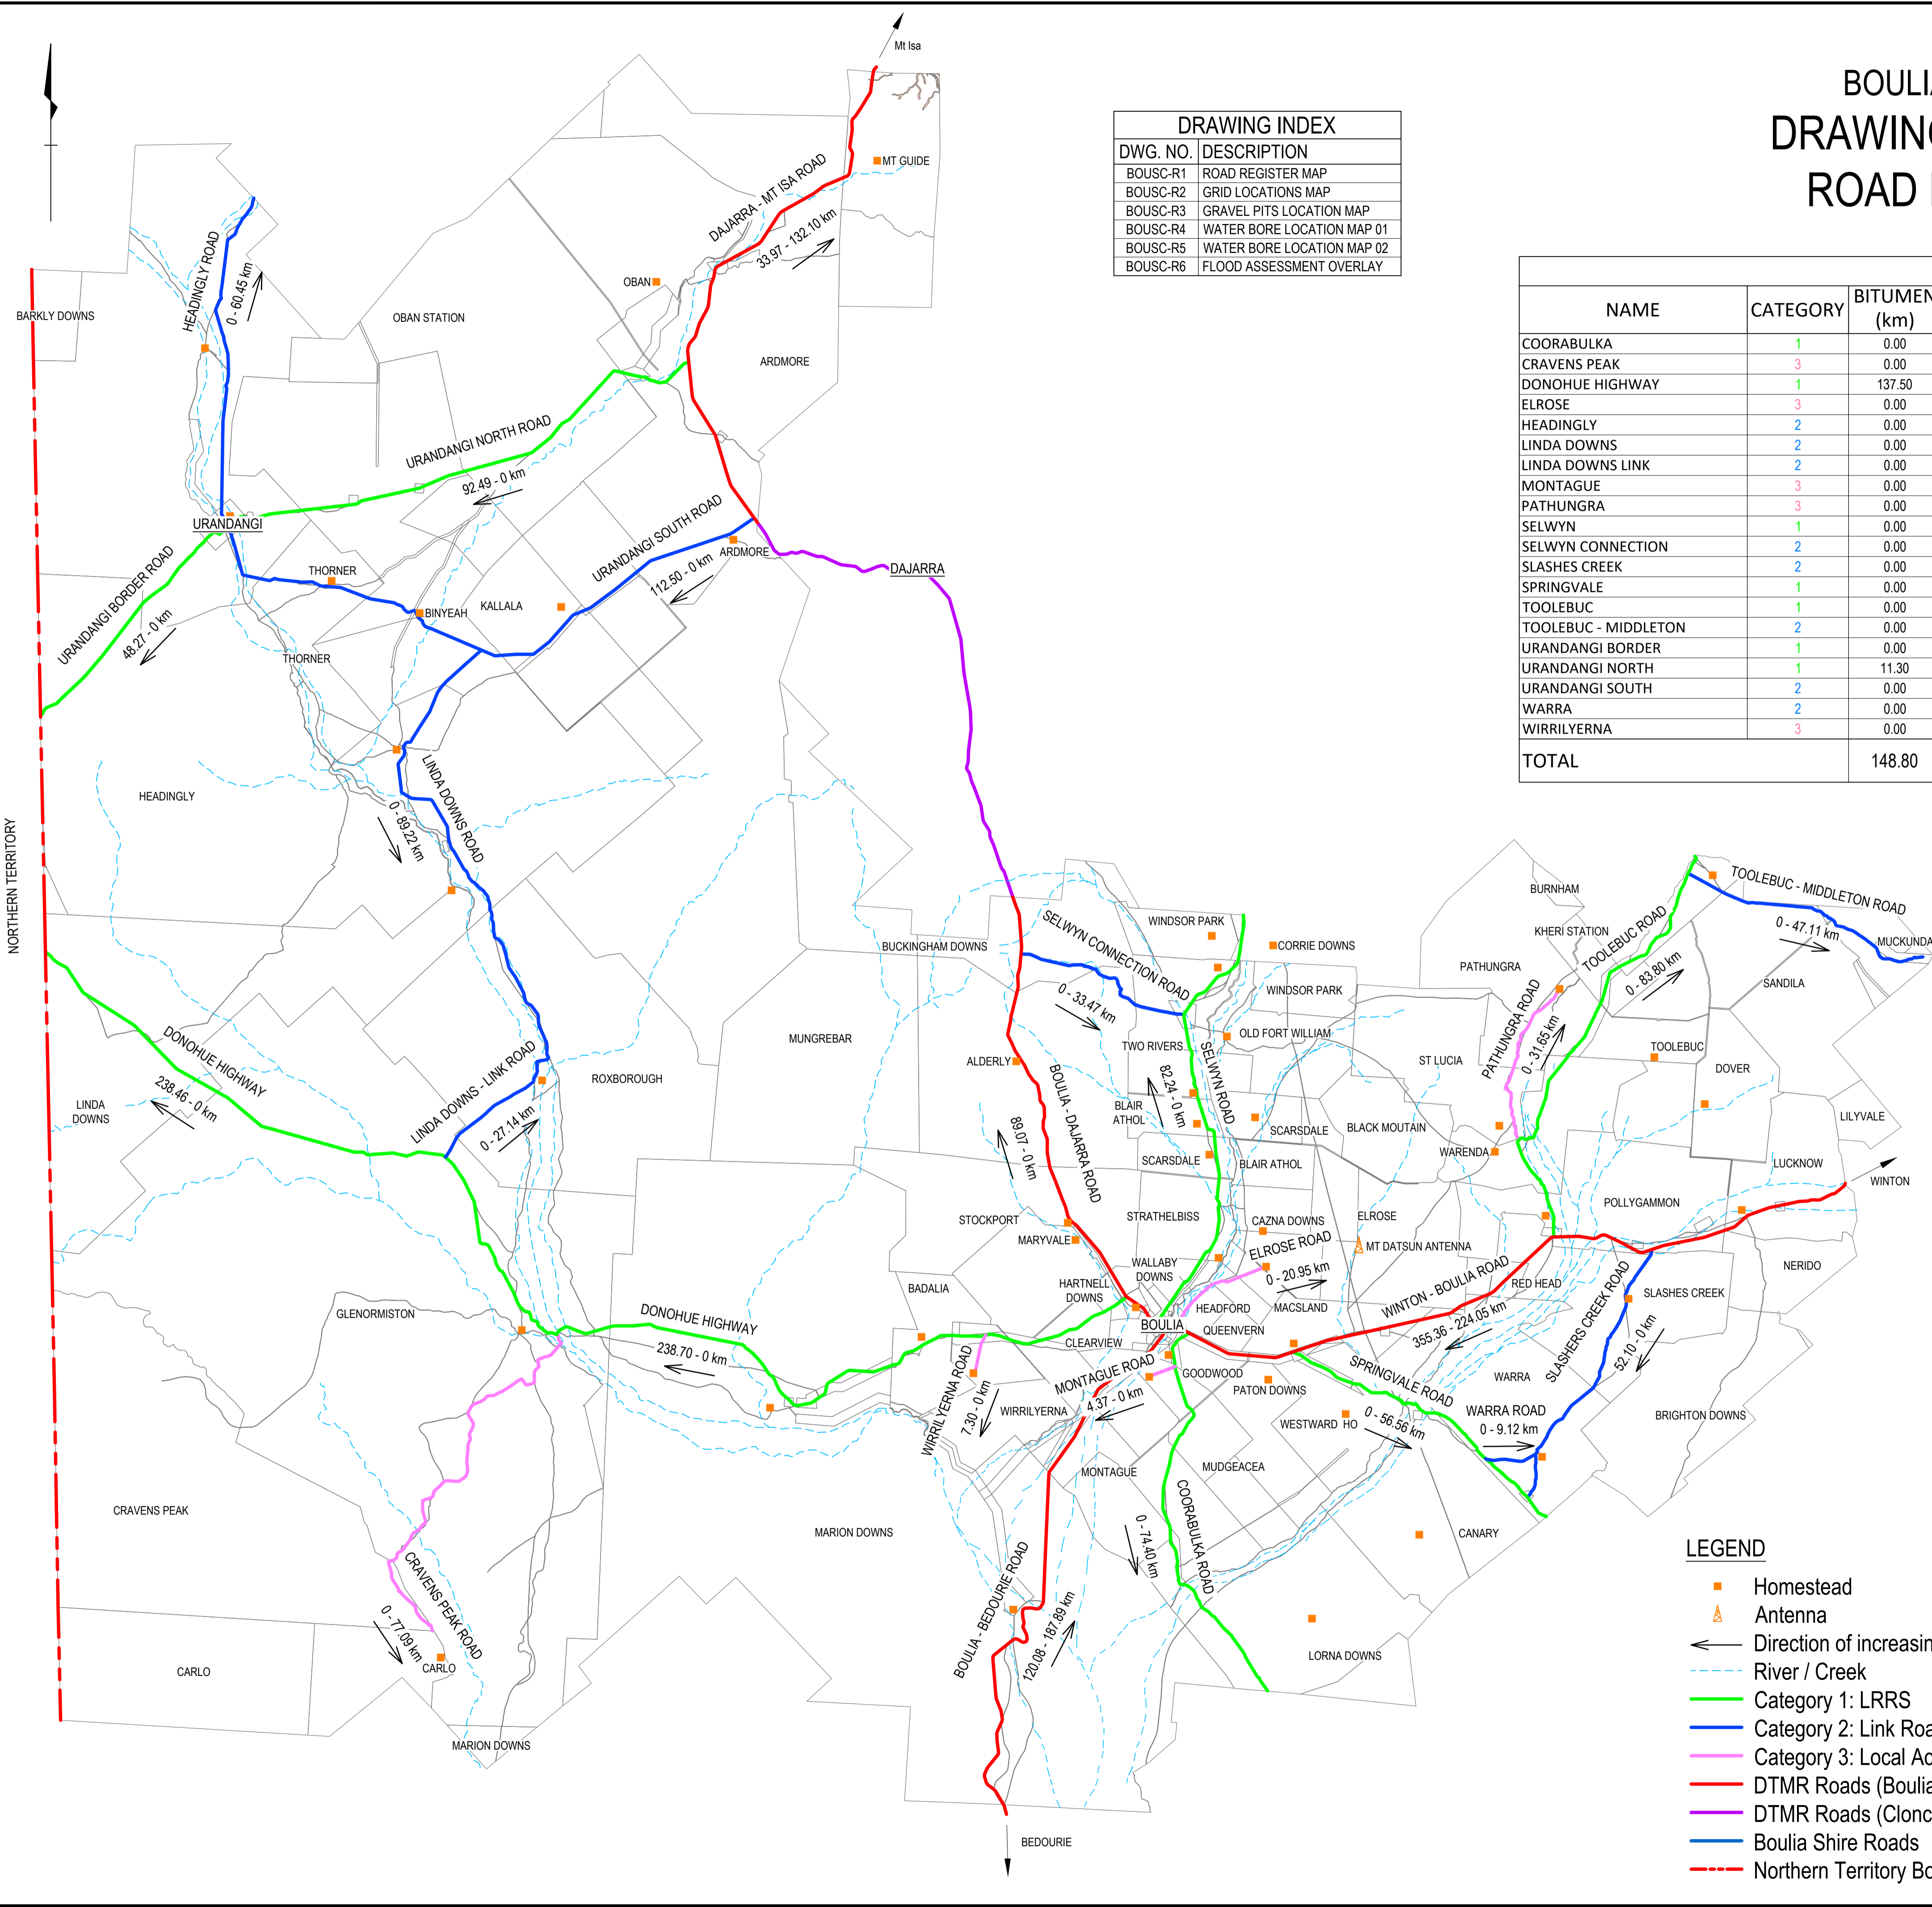 Mt Isa
BOULIA
DRAWING
ROAD
DRAWING INDEX
DWG. NO. DESCRIPTION
BOUSC-R1 ROAD REGISTER MAP
BOUSC-R2 GRID LOCATIONS MAP
BOUSC-R3 GRAVEL PITS LOCATION MAP
BOUSC-R4 WATER BORE LOCATION MAP 01
BOUSC-R5 WATER BORE LOCATION MAP 02
BOUSC-R6 FLOOD ASSESSMENT OVERLAY
NAME CATEGORY BITUMEN (km)
COORABULKA 1 0.00
CRAVENS PEAK 3 0.00
DONOHUE HIGHWAY 1 137.50
ELROSE 3 0.00
HEADINGLY 2 0.00
LINDA DOWNS 2 0.00
LINDA DOWNS LINK 2 0.00
MONTAGUE 3 0.00
PATHUNGRA 3 0.00
SELWYN 1 0.00
SELWYN CONNECTION 2 0.00
SLASHES CREEK 2 0.00
SPRINGVALE 1 0.00
TOOLEBUC 1 0.00
TOOLEBUC - MIDDLETON 2 0.00
URANDANGI BORDER 1 0.00
URANDANGI NORTH 1 11.30
URANDANGI SOUTH 2 0.00
WARRA 2 0.00
WIRRILYERNA 3 0.00
TOTAL 148.80
MT GUIDE
DAJARRA - MT ISA ROAD
33.97 - 132.10 km
OBAN
HEADINGLY ROAD
0 - 60.45 km
BARKLY DOWNS
OBAN STATION
ARDMORE
URANDANGI NORTH ROAD
92.49 - 0 km
URANDANGI
URANDANGI SOUTH ROAD
112.50 - 0 km
ARDMORE
DAJARRA
URANDANGI BORDER ROAD
48.27 - 0 km
THORNER
BINYEAH
KALLALA
THORNER
HEADINGLY
LINDA DOWNS ROAD
0 - 89.22 km
NORTHERN TERRITORY
BURNHAM
TOOLEBUC - MIDDLETON ROAD
0 - 47.11 km
MUCKUNDA
KHERI STATION
TOOLEBUC ROAD
0 - 83.80 km
SANDILA
PATHUNGRA
PATHUNGRA ROAD
0 - 31.65 km
BUCKINGHAM DOWNS
SELWYN CONNECTION ROAD
0 - 33.47 km
WINDSOR PARK
CORRIE DOWNS
WINDSOR PARK
OLD FORT WILLIAM
TWO RIVERS
SELWYN ROAD
82.24 - 0 km
ST LUCIA
TOOLEBUC
DOVER
LILYVALE
MUNGREBAR
ALDERLY
BOULIA - DAJARRA ROAD
89.07 - 0 km
BLAIR
ATHOL
SCARSDALE
BLACK MOUTAIN
WARENDA
LUCKNOW
WINTON
SCARSDALE
BLAIR ATHOL
POLLYGAMMON
DONOHUE HIGHWAY
238.46 - 0 km
LINDA
DOWNS
LINDA DOWNS - LINK ROAD
0 - 27.14 km
ROXBOROUGH
STOCKPORT
MARYVALE
STRATHELBISS
CAZNA DOWNS
ELROSE
ELROSE ROAD
0 - 20.95 km
MT DATSUN ANTENNA
WALLABY
DOWNS
HARTNELL
DOWNS
BADALIA
HEADFORD
MACSLAND
WINTON - BOULIA ROAD
355.36 - 224.05 km
RED HEAD
SLASHERS CREEK ROAD
52.10 - 0 km
SLASHES CREEK
NERIDO
GLENORMISTON
DONOHUE HIGHWAY
238.70 - 0 km
BOULIA
QUEENVERN
CLEARVIEW
MONTAGUE ROAD
4.37 - 0 km
GOODWOOD
PATON DOWNS
SPRINGVALE ROAD
0 - 56.56 km
WARRA
WARRA ROAD
0 - 9.12 km
BRIGHTON DOWNS
WIRRILYERNA ROAD
7.30 - 0 km
WIRRILYERNA
WESTWARD HO
MONTAGUE
MUDGEACEA
COORABULKA ROAD
0 - 74.40 km
CANARY
CRAVENS PEAK
MARION DOWNS
CRAVENS PEAK ROAD
0 - 77.09 km
BOULIA - BEDOURIE ROAD
120.08 - 187.89 km
LORNA DOWNS
CARLO
CARLO
MARION DOWNS
BEDOURIE
LEGEND
Homestead
Antenna
Direction of increasin
River / Creek
Category 1: LRRS
Category 2: Link Roa
Category 3: Local Ac
DTMR Roads (Boulia
DTMR Roads (Clonc
Boulia Shire Roads
Northern Territory Bo